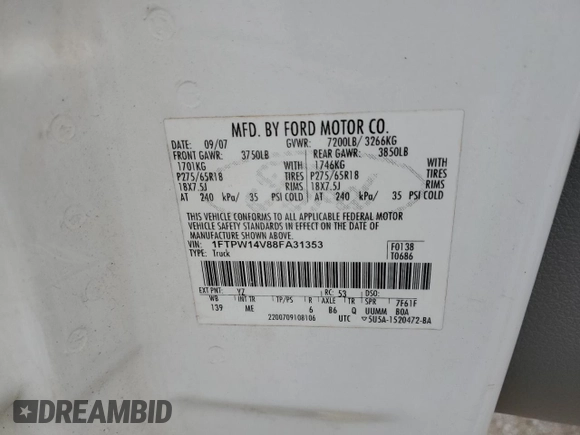 MFD. BY FORD MOTOR CO.
DATE: 09/07 GVWR: 7200LB/ 3266KG
FRONT GAWR: 3750LB REAR GAWR: 3850LB
1701KG WITH 1746KG WITH
P275/65R18 TIRES P275/65R18 TIRES
18X7.5J RIMS 18X7.5J RIMS
AT 240 kPa/ 35 PSI COLD AT 240 kPa/ 35 PSI COLD
THIS VEHICLE CONFORMS TO ALL APPLICABLE FEDERAL MOTOR
VEHICLE SAFETY STANDARDS IN EFFECT ON THE DATE OF
MANUFACTURE SHOWN ABOVE.
VIN: 1FTPW14V88FA31353 F0138
TYPE: Truck T0686
EXT PNT: YZ RC: 53 DSO:
WB INT TR TP/PS R AXLE TR SPR 7F61F
139 ME 6 B6 Q UUMM BOA
2200709108106 UTC 5U5A-1520472-BA
DREAMBID